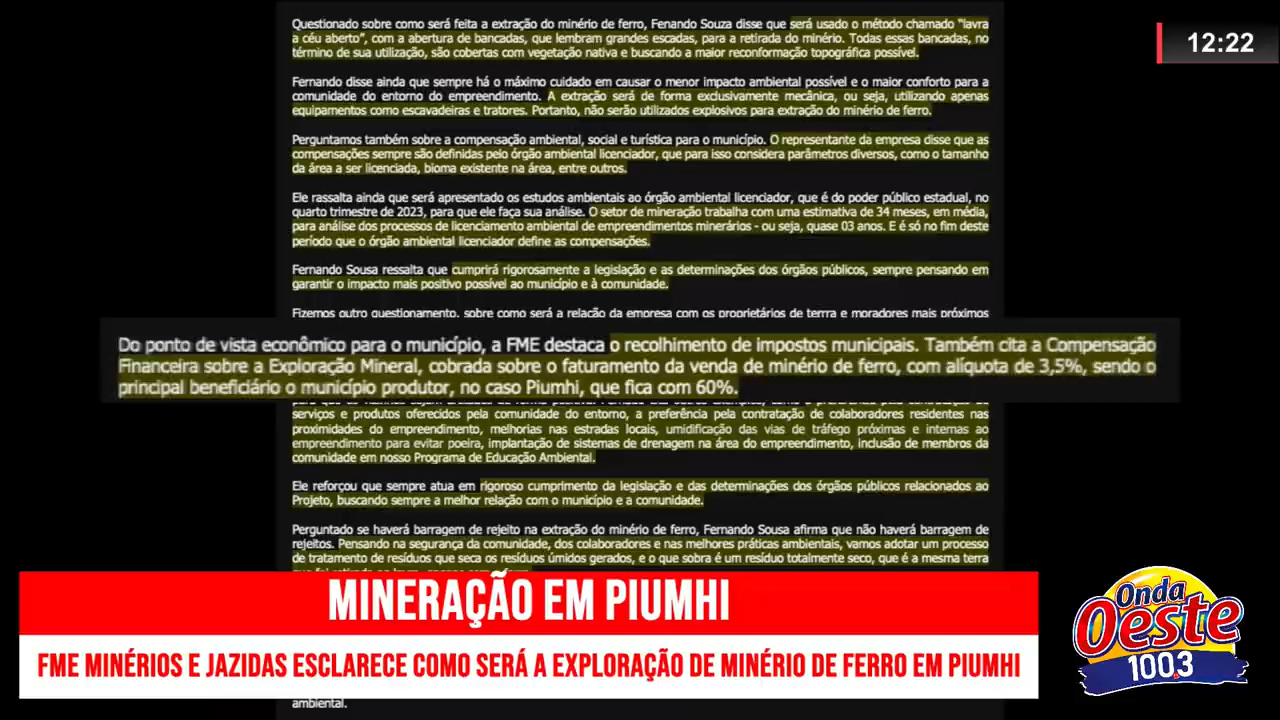 Questionado sobre como será feita a extração do minério de ferro, Fenando Souza disse que será usado o método chamado "lavra
a céu aberto", com a abertura de bancadas, que lembram grandes escadas, para a retirada do minério. Todas essas bancadas, no
término de sua utilização, são cobertas com vegetação nativa e buscando a maior reconformação topográfica possível.
Fernando disse ainda que sempre há o máximo cuidado em causar o menor impacto ambiental possível e o maior conforto para a
comunidade do entorno do empreendimento. A extração será de forma exclusivamente mecânica, ou seja, utilizando apenas
equipamentos como escavadeiras e tratores. Portanto, não serão utilizados explosivos para extração do minério de ferro.
Perguntamos também sobre a compensação ambiental, social e turística para o município. O representante da empresa disse que as
compensações sempre são definidas pelo órgão ambiental licenciador, que para isso considera parâmetros diversos, como o tamanho
da área a ser licenciada, bioma existente na área, entre outros.
Ele rassalta ainda que será apresentado os estudos ambientais ao órgão ambiental licenciador, que é do poder público estadual, no
quarto trimestre de 2023, para que ele faça sua análise. O setor de mineração trabalha com uma estimativa de 34 meses, em média,
para análise dos processos de licenciamento ambiental de empreendimentos minerários - ou seja, quase 03 anos. E é só no fim deste
período que o órgão ambiental licenciador define as compensações.
Fernando Sousa ressalta que cumprirá rigorosamente a legislação e as determinações dos órgãos públicos, sempre pensando em
garantir o impacto mais positivo possível ao município e à comunidade.
Fizemos outro questionamento, sobre como será a relação da empresa com os proprietários de terrra e moradores mais próximos
Do ponto de vista econômico para o município, a FME destaca o recolhimento de impostos municipais. Também cita a Compensação
Financeira sobre a Exploração Mineral, cobrada sobre o faturamento da venda de minério de ferro, com alíquota de 3,5%, sendo o
principal beneficiário o município produtor, no caso Piumhi, que fica com 60%.
serviços e produtos oferecidos pela comunidade do entorno, a preferência pela contratação de colaboradores residentes nas
proximidades do empreendimento, melhorias nas estradas locais, umidificação das vias de tráfego próximas e internas ao
empreendimento para evitar poeira, implantação de sistemas de drenagem na área do empreendimento, inclusão de membros da
comunidade em nosso Programa de Educação Ambiental.
Ele reforçou que sempre atua em rigoroso cumprimento da legislação e das determinações dos órgãos públicos relacionados ao
Projeto, buscando sempre a melhor relação com o município e a comunidade.
Perguntado se haverá barragem de rejeito na extração do minério de ferro, Fernando Sousa afirma que não haverá barragem de
rejeitos. Pensando na segurança da comunidade, dos colaboradores e nas melhores práticas ambientais, vamos adotar um processo
de tratamento de resíduos que seca os resíduos úmidos gerados, e o que sobra é um resíduo totalmente seco, que é a mesma terra
ambiental.
12:22
MINERAÇÃO EM PIUMHI
FME MINÉRIOS E JAZIDAS ESCLARECE COMO SERÁ A EXPLORAÇÃO DE MINÉRIO DE FERRO EM PIUMHI
Onda
Oeste
100.3